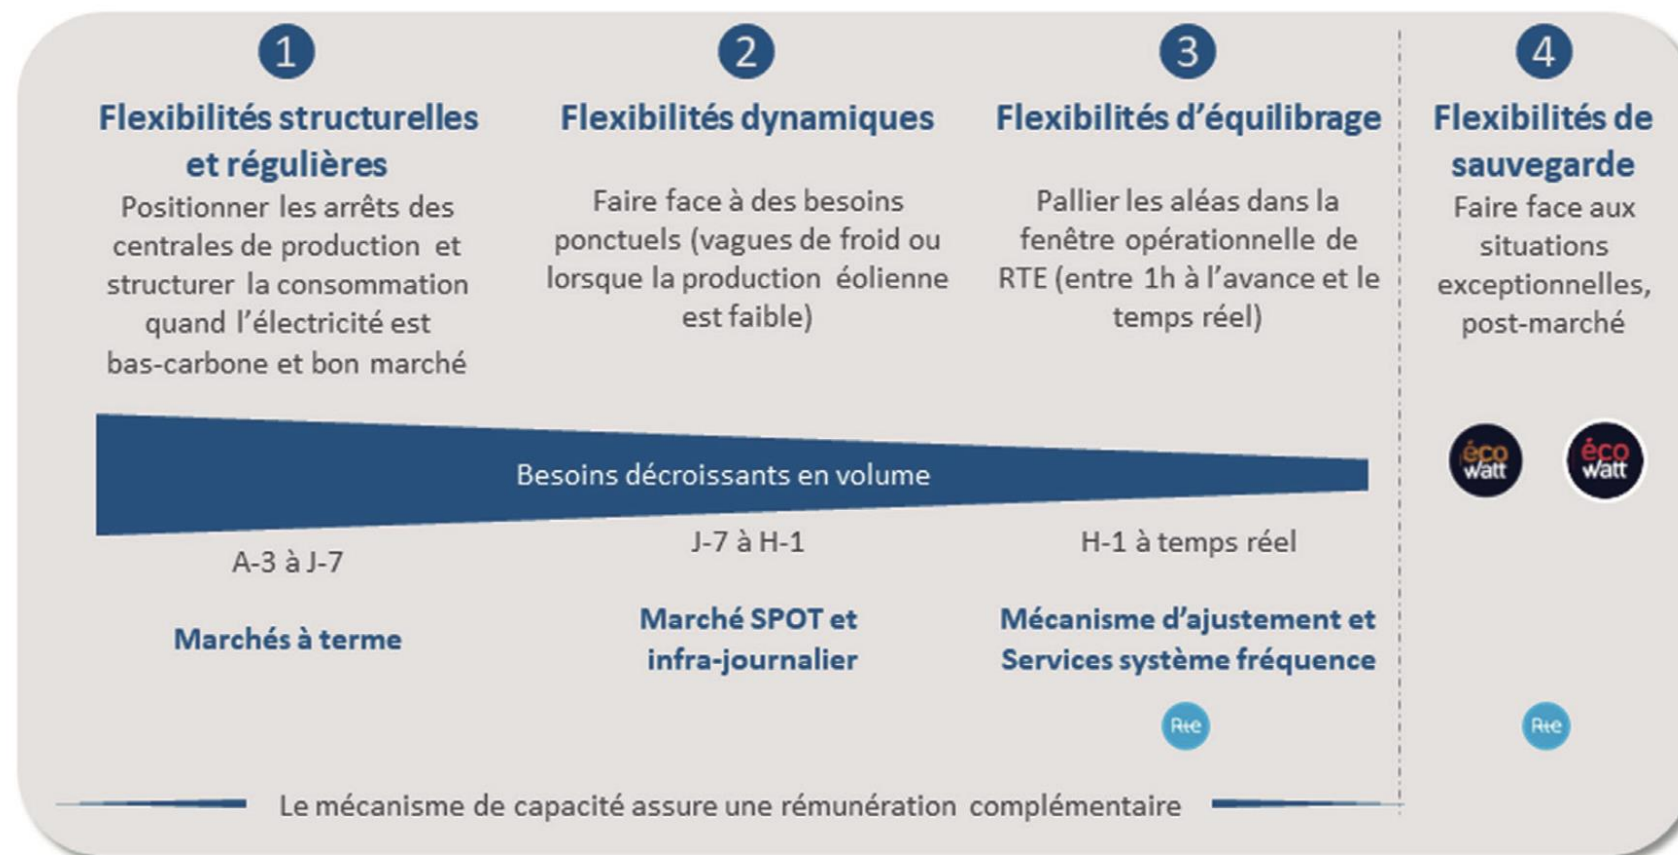 1
Flexibilités structurelles
et régulières
Positionner les arrêts des
centrales de production et
structurer la consommation
quand l'électricité est
bas-carbone et bon marché
2
Flexibilités dynamiques
Faire face à des besoins
ponctuels (vagues de froid ou
lorsque la production éolienne
est faible)
3
Flexibilités d'équilibrage
Pallier les aléas dans la
fenêtre opérationnelle de
RTE (entre 1h à l'avance et le
temps réel)
4
Flexibilités de
sauvegarde
Faire face aux
situations
exceptionnelles,
post-marché
Besoins décroissants en volume
éco
watt
éco
watt
A-3 à J-7
J-7 à H-1
H-1 à temps réel
Marchés à terme
Marché SPOT et
infra-journalier
Mécanisme d'ajustement et
Services système fréquence
Rte
Rte
Le mécanisme de capacité assure une rémunération complémentaire